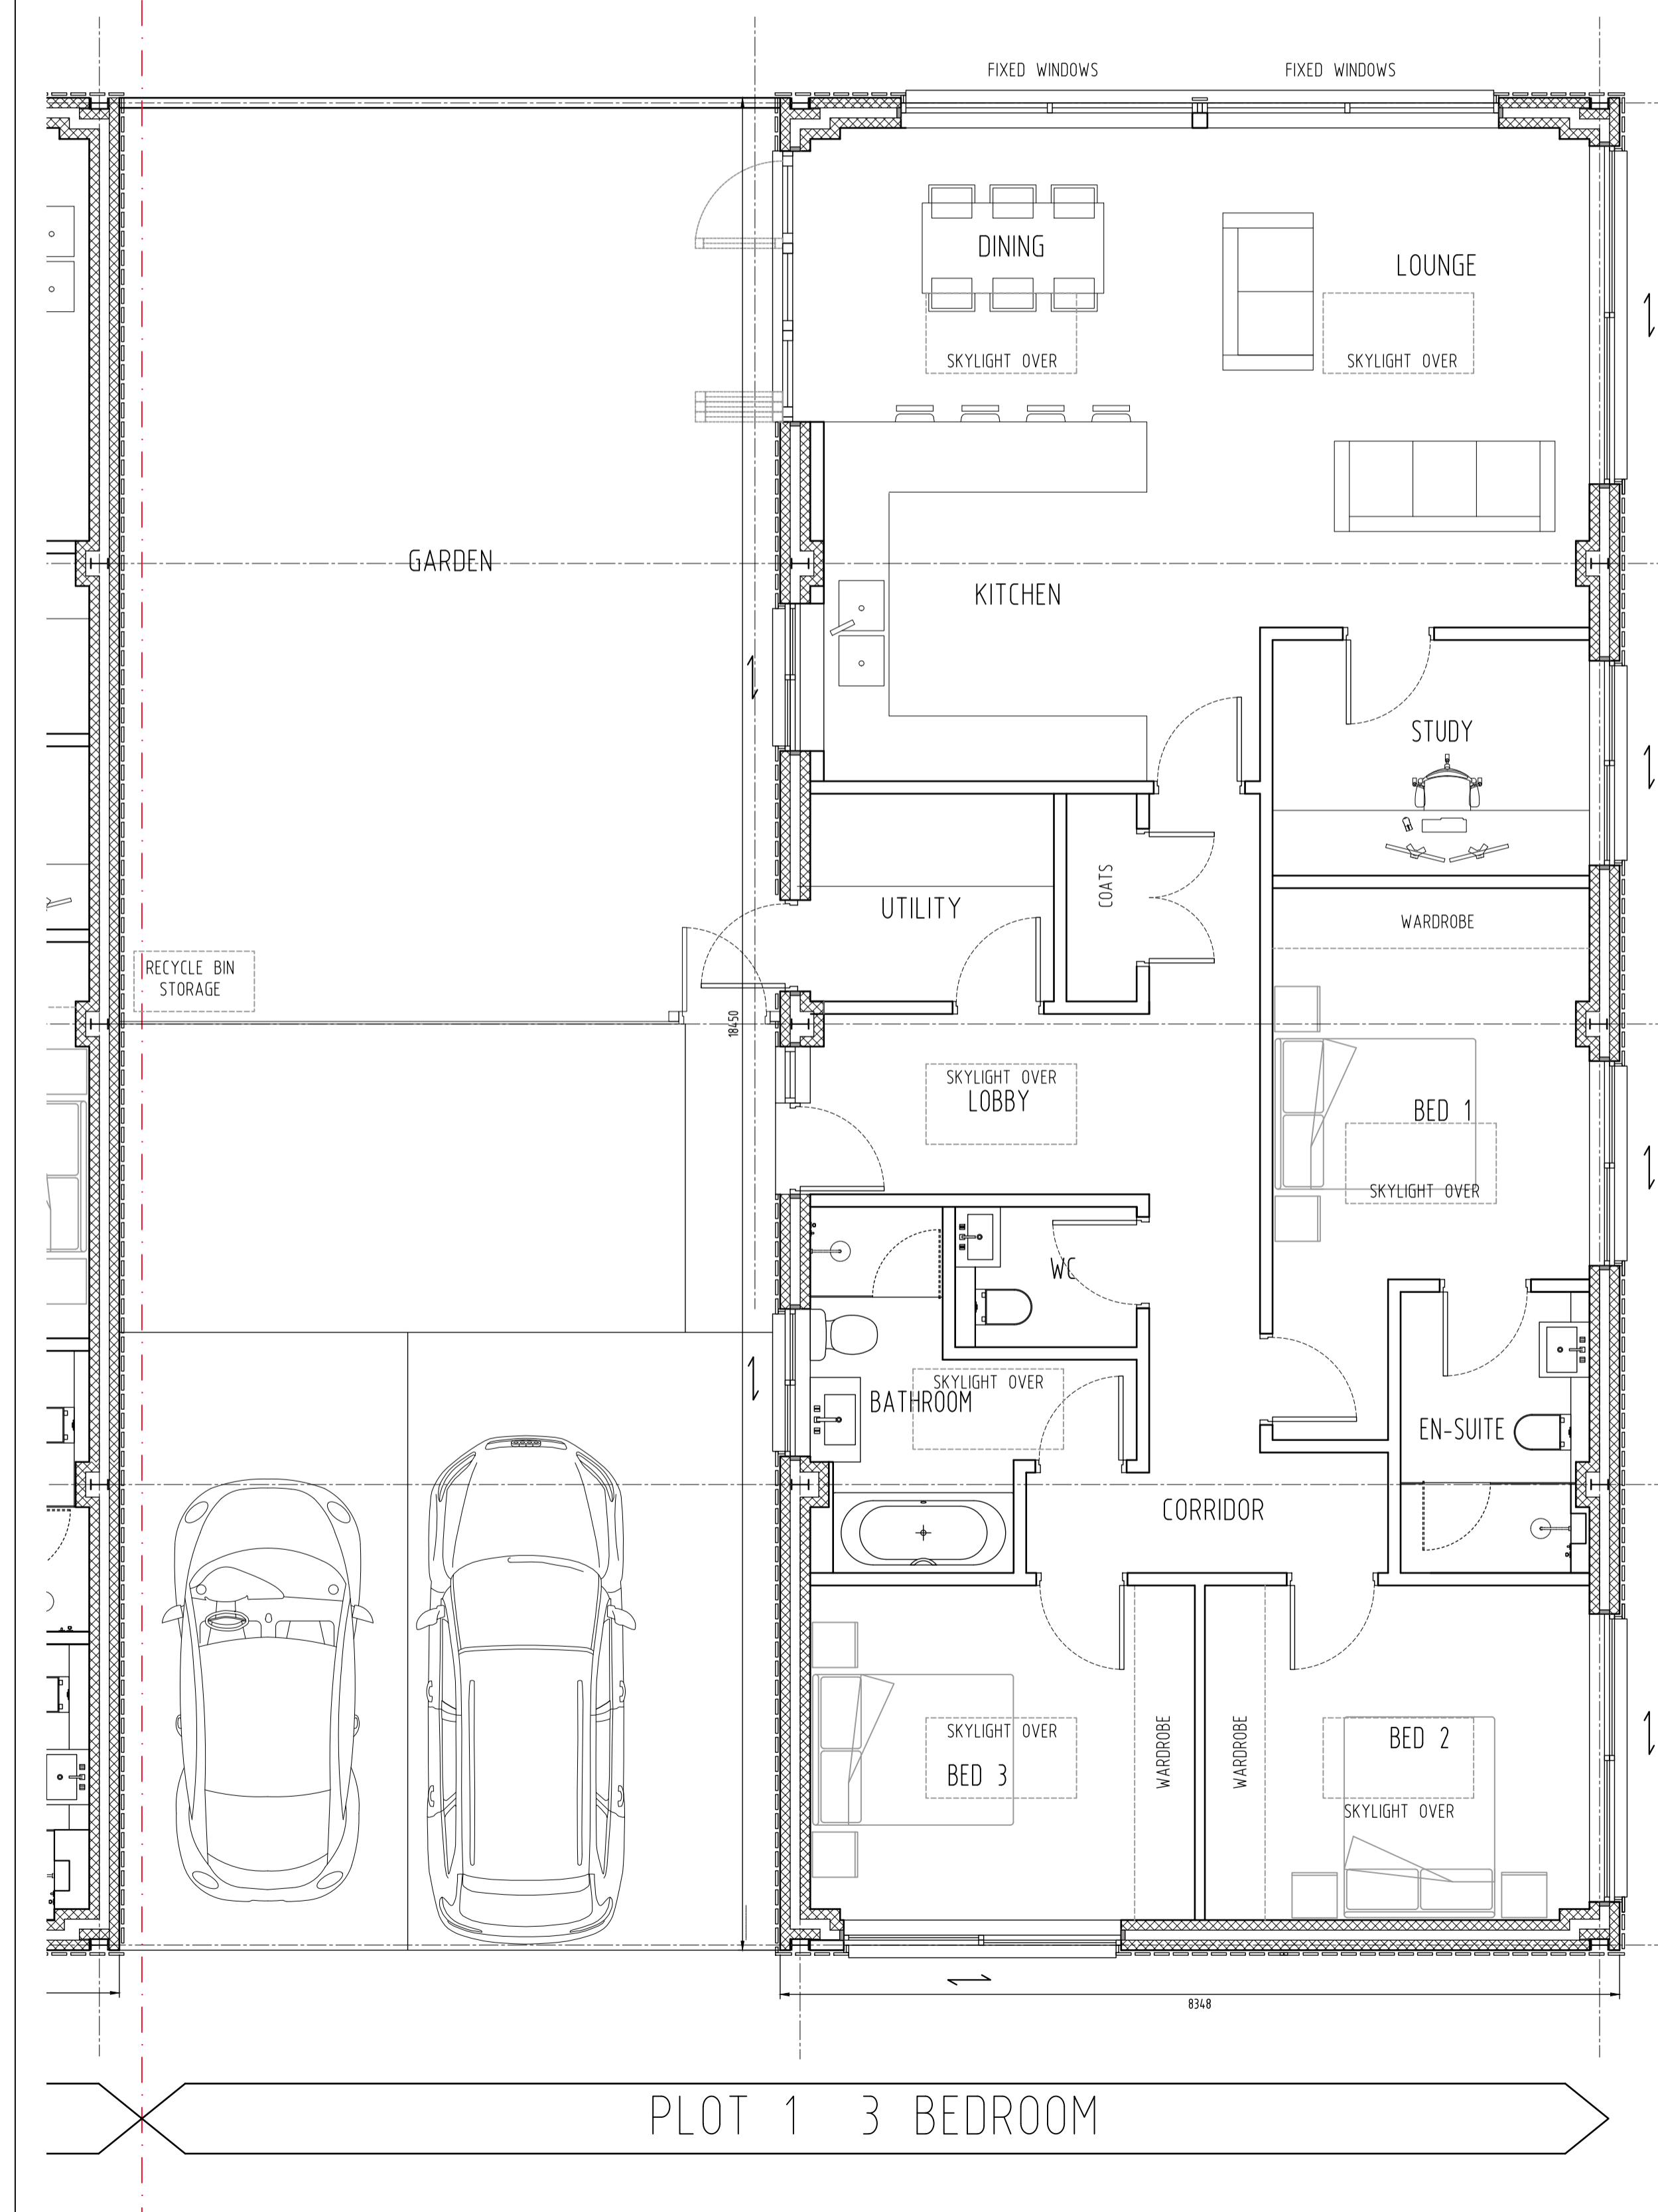 FIXED WINDOWS
FIXED WINDOWS
DINING
LOUNGE
SKYLIGHT OVER
SKYLIGHT OVER
GARDEN
KITCHEN
STUDY
COATS
UTILITY
WARDROBE
RECYCLE BIN
STORAGE
18450
SKYLIGHT OVER
LOBBY
BED 1
SKYLIGHT OVER
WC
SKYLIGHT OVER
BATHROOM
EN-SUITE
CORRIDOR
SKYLIGHT OVER
BED 3
WARDROBE
WARDROBE
BED 2
SKYLIGHT OVER
8348
PLOT 1 3 BEDROOM